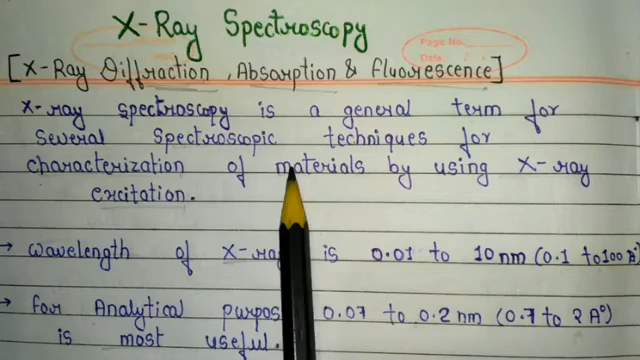 X-Ray Spectroscopy
Page No.
Date: / /
[X-Ray Diffraction, Absorption & Fluorescence]
X-ray spectroscopy is a general term for
several spectroscopic techniques for
characterization of materials by using X-ray
excitation.
→ Wavelength of X-ray is 0.01 to 10 nm (0.1 to 100 A°
→ for Analytical purpos 0.07 to 0.2 nm (0.7 to 2 A°)
is most useful.